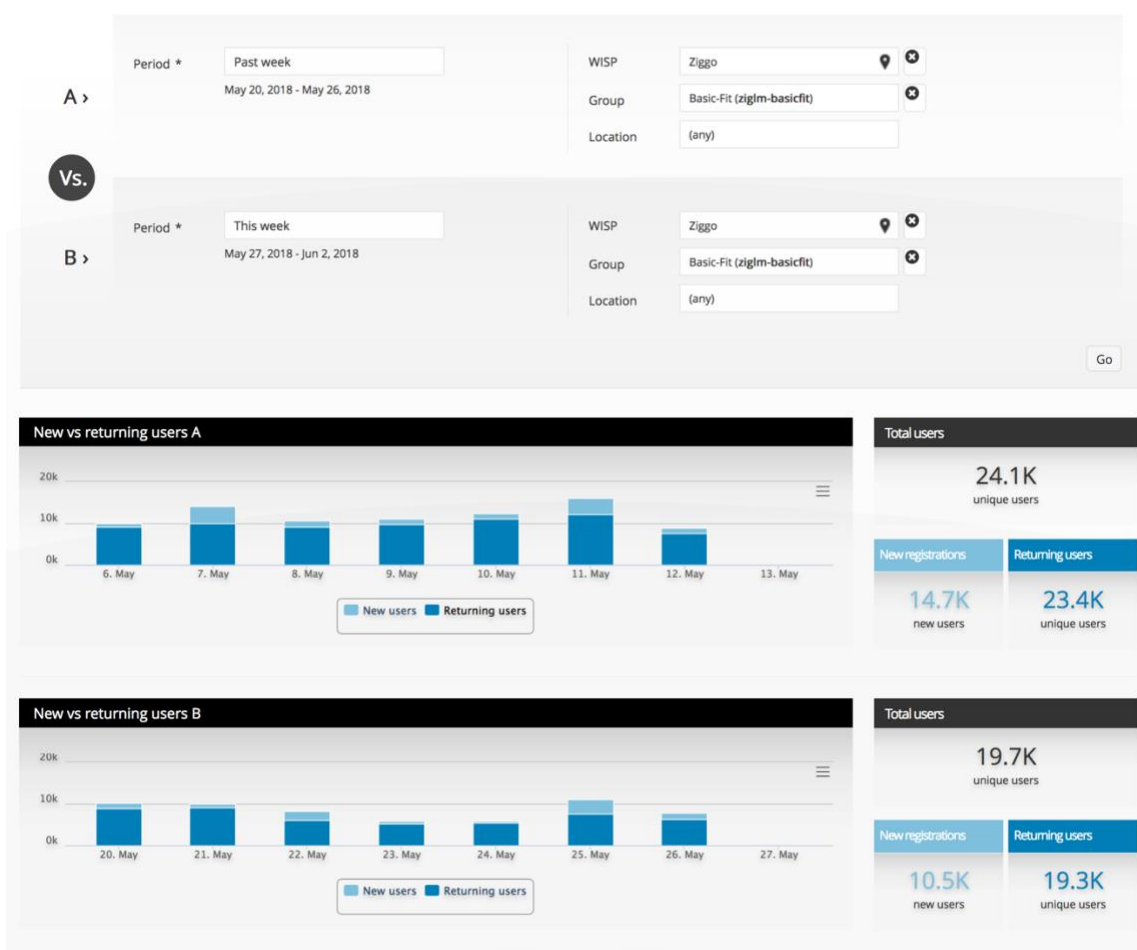 Period *
Past week
May 20, 2018 - May 26, 2018
WISP
Ziggo
Group
Basic-Fit (ziglm-basicfit)
Location
(any)
A ›
Vs.
Period *
This week
May 27, 2018 - Jun 2, 2018
WISP
Ziggo
Group
Basic-Fit (ziglm-basicfit)
Location
(any)
B ›
Go
New vs returning users A
20k
10k
0k
6. May 7. May 8. May 9. May 10. May 11. May 12. May 13. May
New users Returning users
Total users
24.1K
unique users
New registrations
14.7K
new users
Returning users
23.4K
unique users
New vs returning users B
20k
10k
0k
20. May 21. May 22. May 23. May 24. May 25. May 26. May 27. May
New users Returning users
Total users
19.7K
unique users
New registrations
10.5K
new users
Returning users
19.3K
unique users